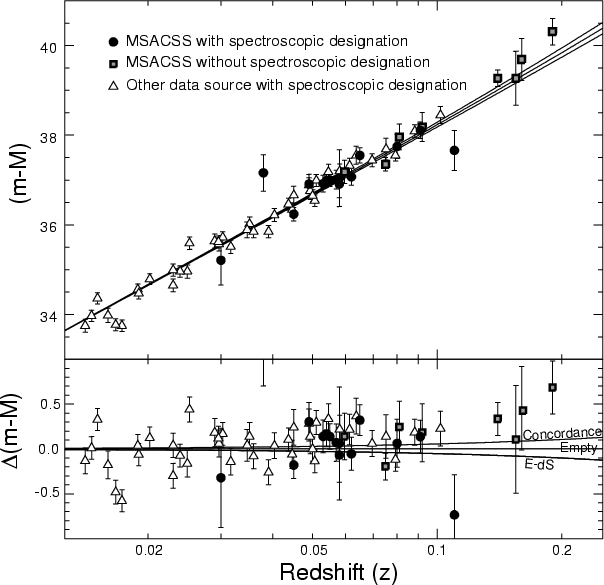 40
MSACSS with spectroscopic designation
MSACSS without spectroscopic designation
Other data source with spectroscopic designation
38
(m-M)
36
34
0.5
Concordance
0.0
Empty
Δ(m-M)
E-dS
-0.5
0.02 0.05 0.1 0.2
Redshift (z)